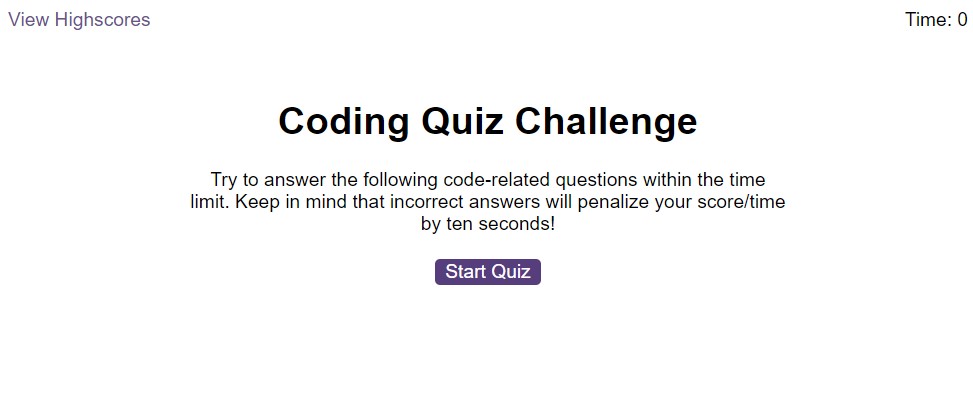 View Highscores
Time: 0
Coding Quiz Challenge
Try to answer the following code-related questions within the time
limit. Keep in mind that incorrect answers will penalize your score/time
by ten seconds!
Start Quiz